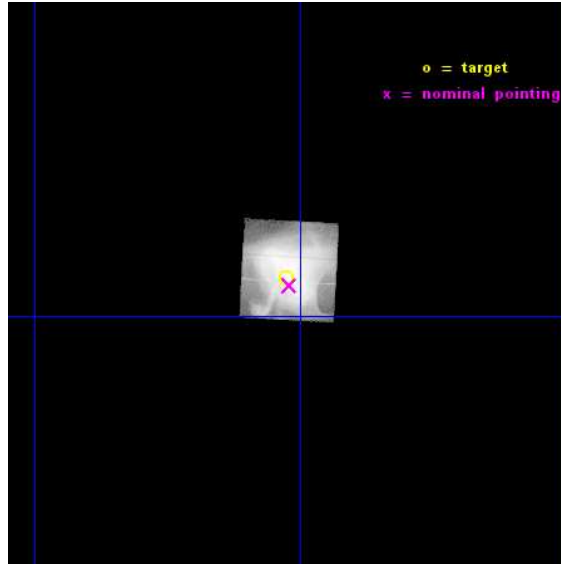 o = target
x = nominal pointing